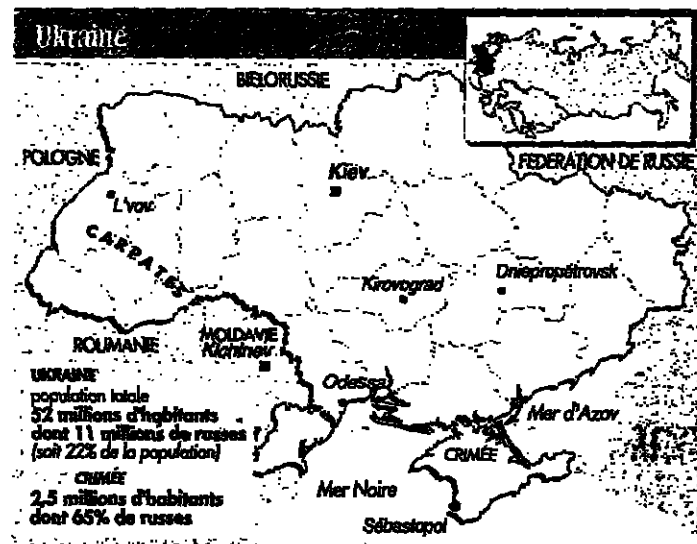 Ukraine
BIELORUSSIE
POLOGNE
FEDERATION DE RUSSIE
Kiev
L'vov
CARPATES
Kirovograd
Dniepropétrovsk
ROUMANIE
MOLDAVIE
Kichinev
Odessa
UKRAINE
population totale
52 millions d'habitants
dont 11 millions de russes
(soit 22% de la population)
Mer d'Azov
CRIMÉE
CRIMÉE
2,5 millions d'habitants
dont 65% de russes
Mer Noire
Sébastopol